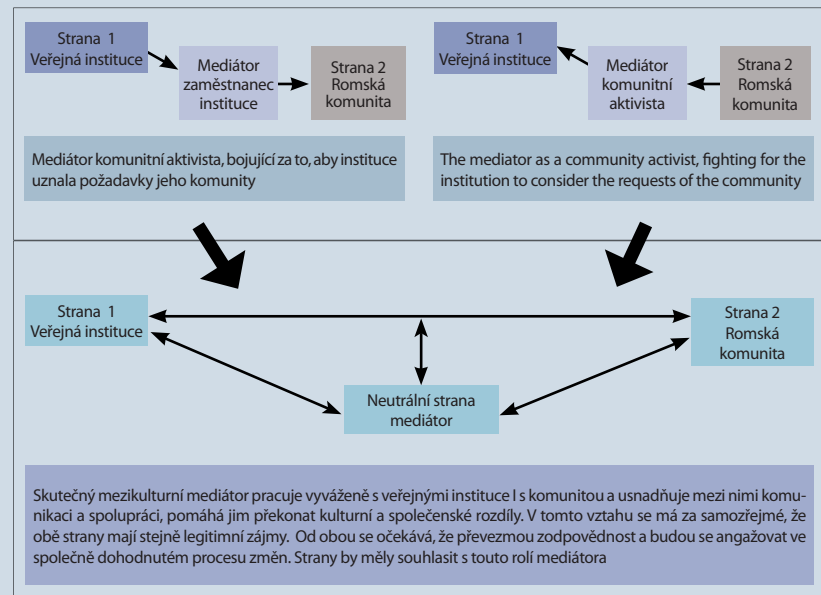 Strana 1
Veřejná instituce
Mediátor
zaměstnanec
instituce
Strana 2
Romská
komunita
Mediátor komunitní aktivista, bojující za to, aby instituce
uznala požadavky jeho komunity
Strana 1
Veřejná instituce
Mediátor
komunitní
aktivista
Strana 2
Romská
komunita
The mediator as a community activist, fighting for the
institution to consider the requests of the community
Strana 1
Veřejná instituce
Strana 2
Romská
komunita
Neutrální strana
mediátor
Skutečný mezikulturní mediátor pracuje vyváženě s veřejnými instituce I s komunitou a usnadňuje mezi nimi komu-
nikaci a spolupráci, pomáhá jim překonat kulturní a společenské rozdíly. V tomto vztahu se má za samozřejmé, že
obě strany mají stejně legitimní zájmy. Od obou se očekává, že převezmou zodpovědnost a budou se angažovat ve
společně dohodnutém procesu změn. Strany by měly souhlasit s touto rolí mediátora